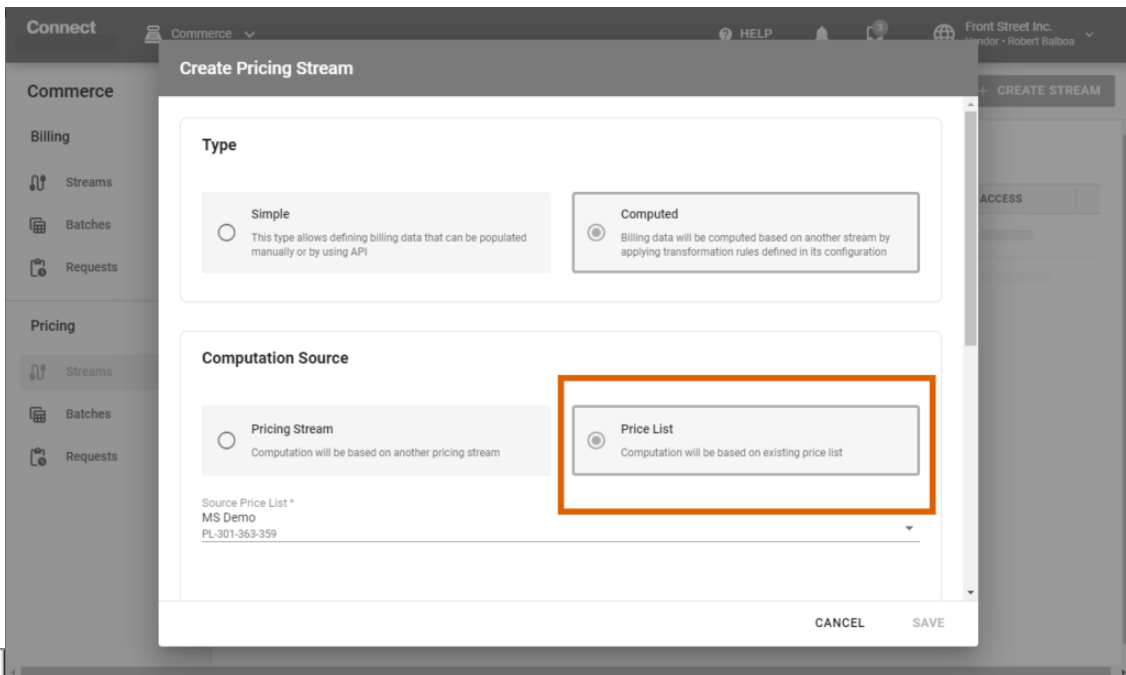 Connect
Commerce
HELP
3
Front Street Inc.
Vendor • Robert Balboa
Commerce
+ CREATE STREAM
Create Pricing Stream
Billing
Streams
Batches
Requests
Pricing
Streams
Batches
Requests
ACCESS
Type
Simple
This type allows defining billing data that can be populated
manually or by using API
Computed
Billing data will be computed based on another stream by
applying transformation rules defined in its configuration
Computation Source
Pricing Stream
Computation will be based on another pricing stream
Price List
Computation will be based on existing price list
Source Price List *
MS Demo
PL-301-363-359
CANCEL
SAVE